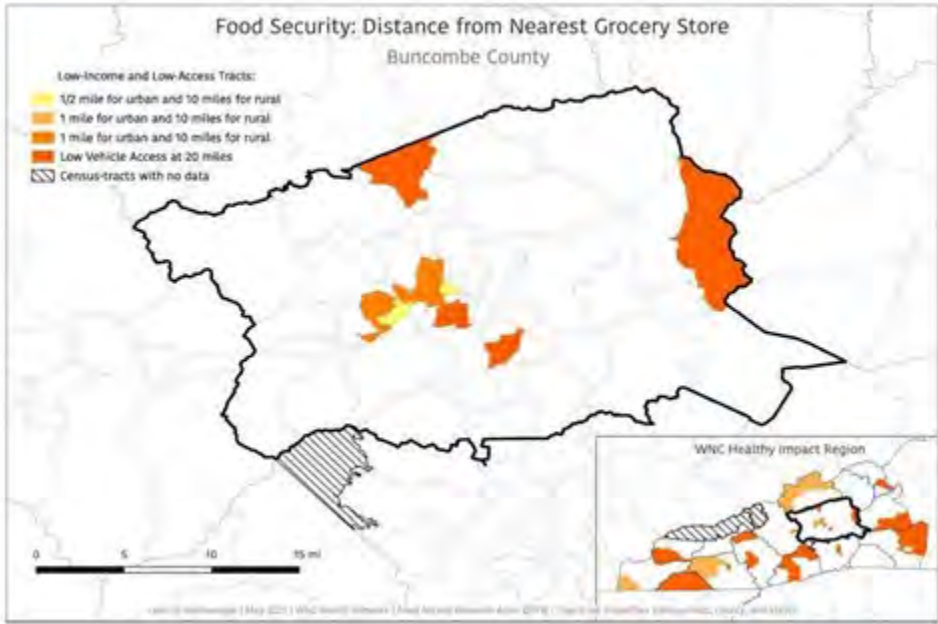 Food Security: Distance from Nearest Grocery Store
Buncombe County
Low-Income and Low-Access Tracts:
1/2 mile for urban and 10 miles for rural
1 mile for urban and 10 miles for rural
1 mile for urban and 10 miles for rural
Low Vehicle Access at 20 miles
Census-tracts with no data
WNC Healthy Impact Region
0 5 10 15 mi